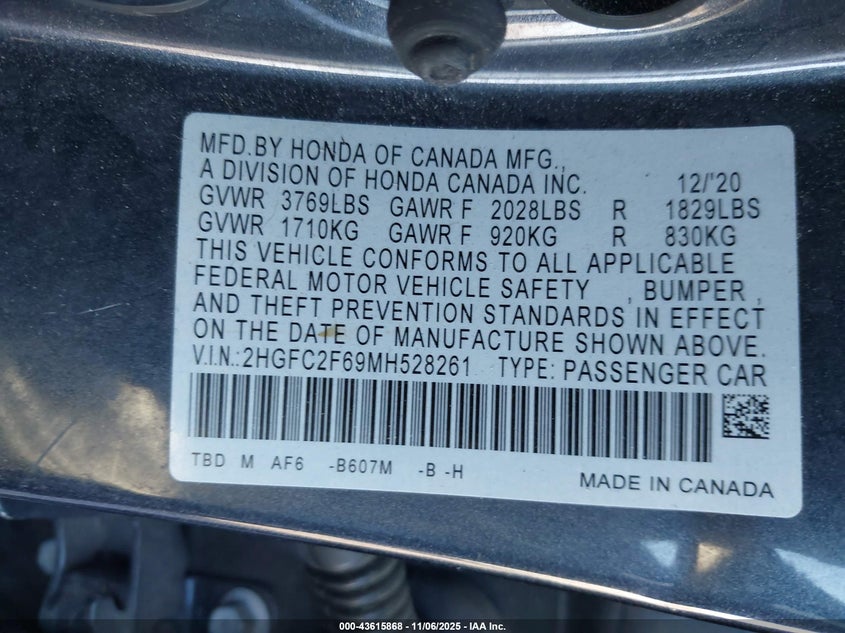 MFD.BY HONDA OF CANADA MFG.,
A DIVISION OF HONDA CANADA INC. 12/'20
GVWR 3769LBS GAWR F 2028LBS R 1829LBS
GVWR 1710KG GAWR F 920KG R 830KG
THIS VEHICLE CONFORMS TO ALL APPLICABLE
FEDERAL MOTOR VEHICLE SAFETY , BUMPER ,
AND THEFT PREVENTION STANDARDS IN EFFECT
ON THE DATE OF MANUFACTURE SHOWN ABOVE.
V.I.N.:2HGFC2F69MH528261 TYPE: PASSENGER CAR
TBD M AF6 -B607M -B -H
MADE IN CANADA
000-43615868 - 11/06/2025 - IAA Inc.